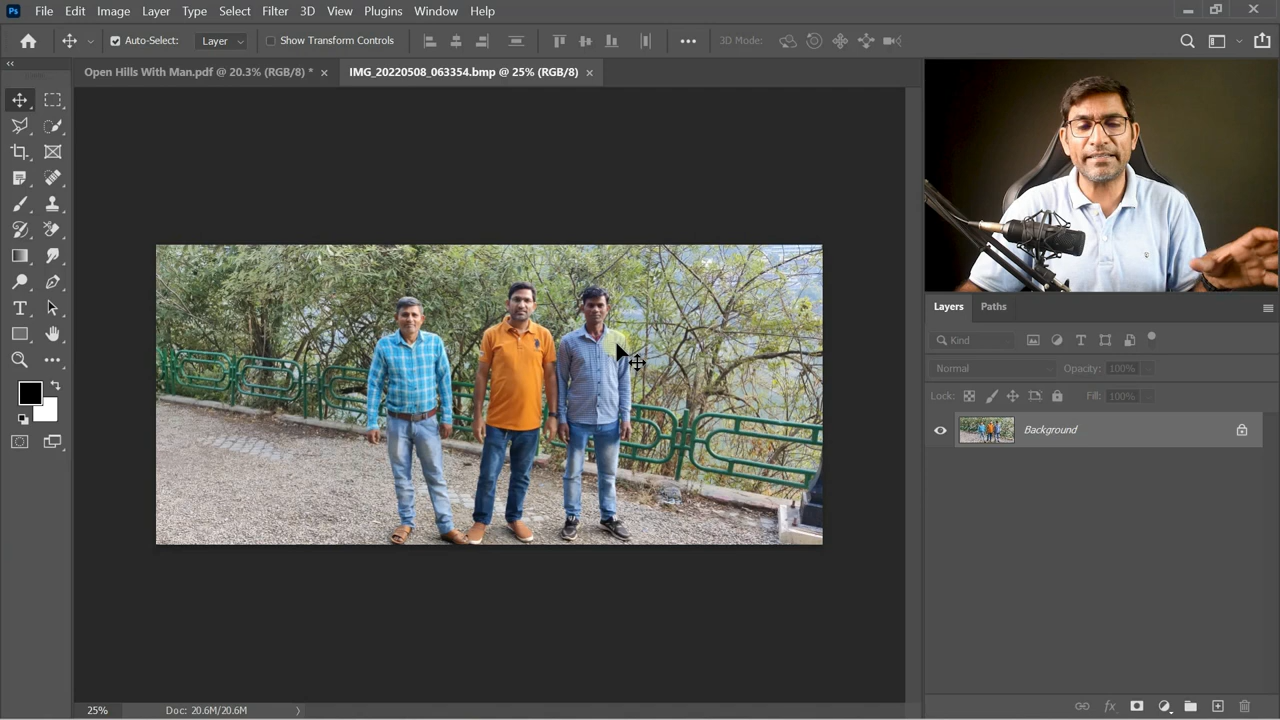 Ps File Edit Image Layer Type Select Filter 3D View Plugins Window Help
Auto-Select: Layer Show Transform Controls 3D Mode:
Open Hills With Man.pdf @ 20.3% (RGB/8) * × IMG_20220508_063354.bmp @ 25% (RGB/8) ×
Layers Paths
Kind
Normal Opacity: 100%
Lock: Fill: 100%
Background
25% Doc: 20.6M/20.6M